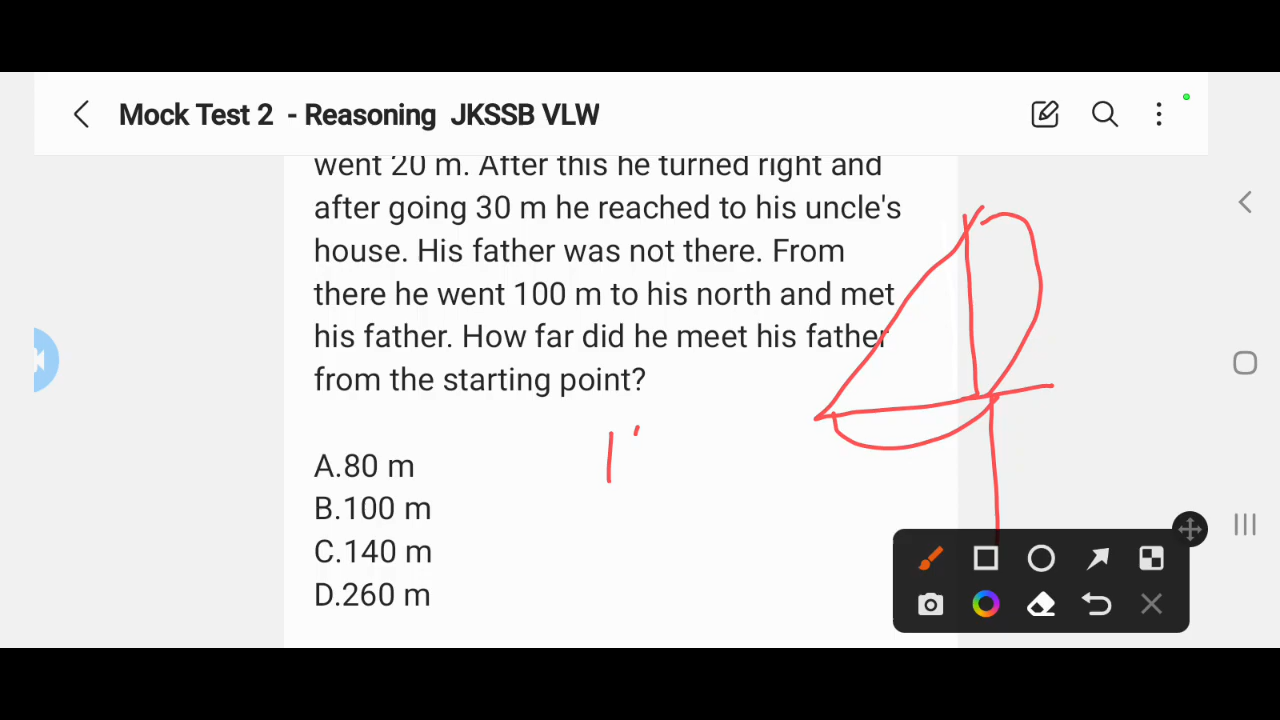 Mock Test 2 - Reasoning JKSSB VLW
went 20 m. After this he turned right and
after going 30 m he reached to his uncle's
house. His father was not there. From
there he went 100 m to his north and met
his father. How far did he meet his father
from the starting point?
A.80 m
B.100 m
C.140 m
D.260 m